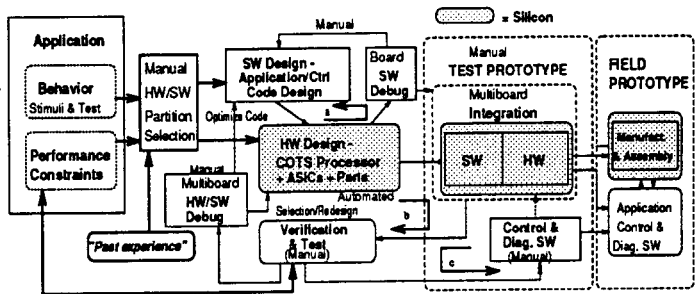 = Silicon
Application
Behavior
Stimuli & Test
Performance
Constraints
Manual
HW/SW
Partition
Selection
"Past experience"
Manual
SW Design -
Application/Ctrl
Code Design
Board
SW
Debug
a
Optimize Code
HW Design -
COTS Processor
+ ASICs + Parts
Automated
Manual
Multiboard
HW/SW
Debug
Selection/Redesign
b
Verification
& Test
(Manual)
Manual
TEST PROTOTYPE
Multiboard
Integration
SW
HW
c
Control &
Diag. SW
(Manual)
FIELD
PROTOTYPE
Manufact.
& Assembly
Application
Control &
Diag. SW